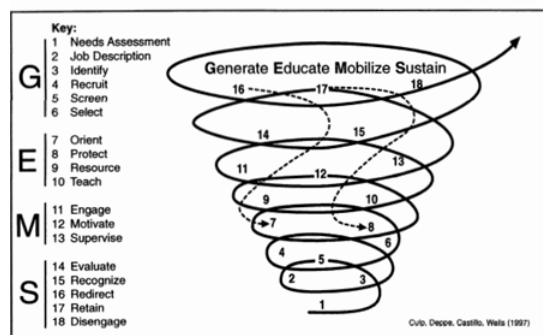 Key:
G
1 Needs Assessment
2 Job Description
3 Identify
4 Recruit
5 Screen
6 Select
E
7 Orient
8 Protect
9 Resource
10 Teach
M
11 Engage
12 Motivate
13 Supervise
S
14 Evaluate
15 Recognize
16 Redirect
17 Retain
18 Disengage
Generate Educate Mobilize Sustain
16 17 18
14 15
11 12 13
9 10
7 8
4 5 6
2 3
1
Culp, Deppe, Castillo, Wells (1997)